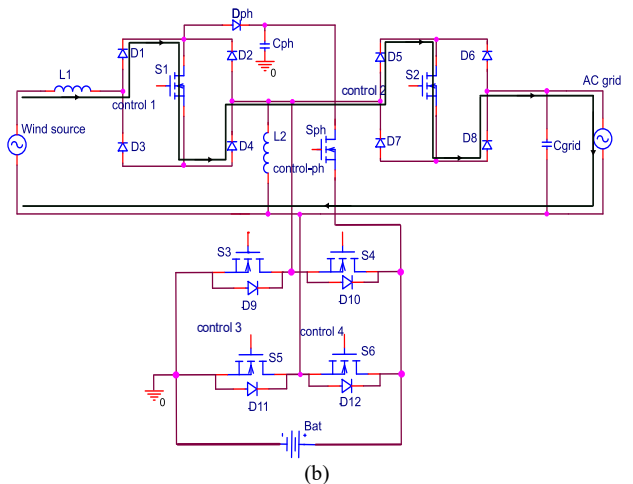 Dph
D1
S1
D2
Cph
0
D5
D6
S2
AC grid
L1
control 1
control 2
Wind source
D3
D4
L2
Sph
control-ph
D7
D8
Cgrid
S3
S4
D9
D10
control 3
control 4
S5
S6
0
D11
D12
Bat
- +
(b)